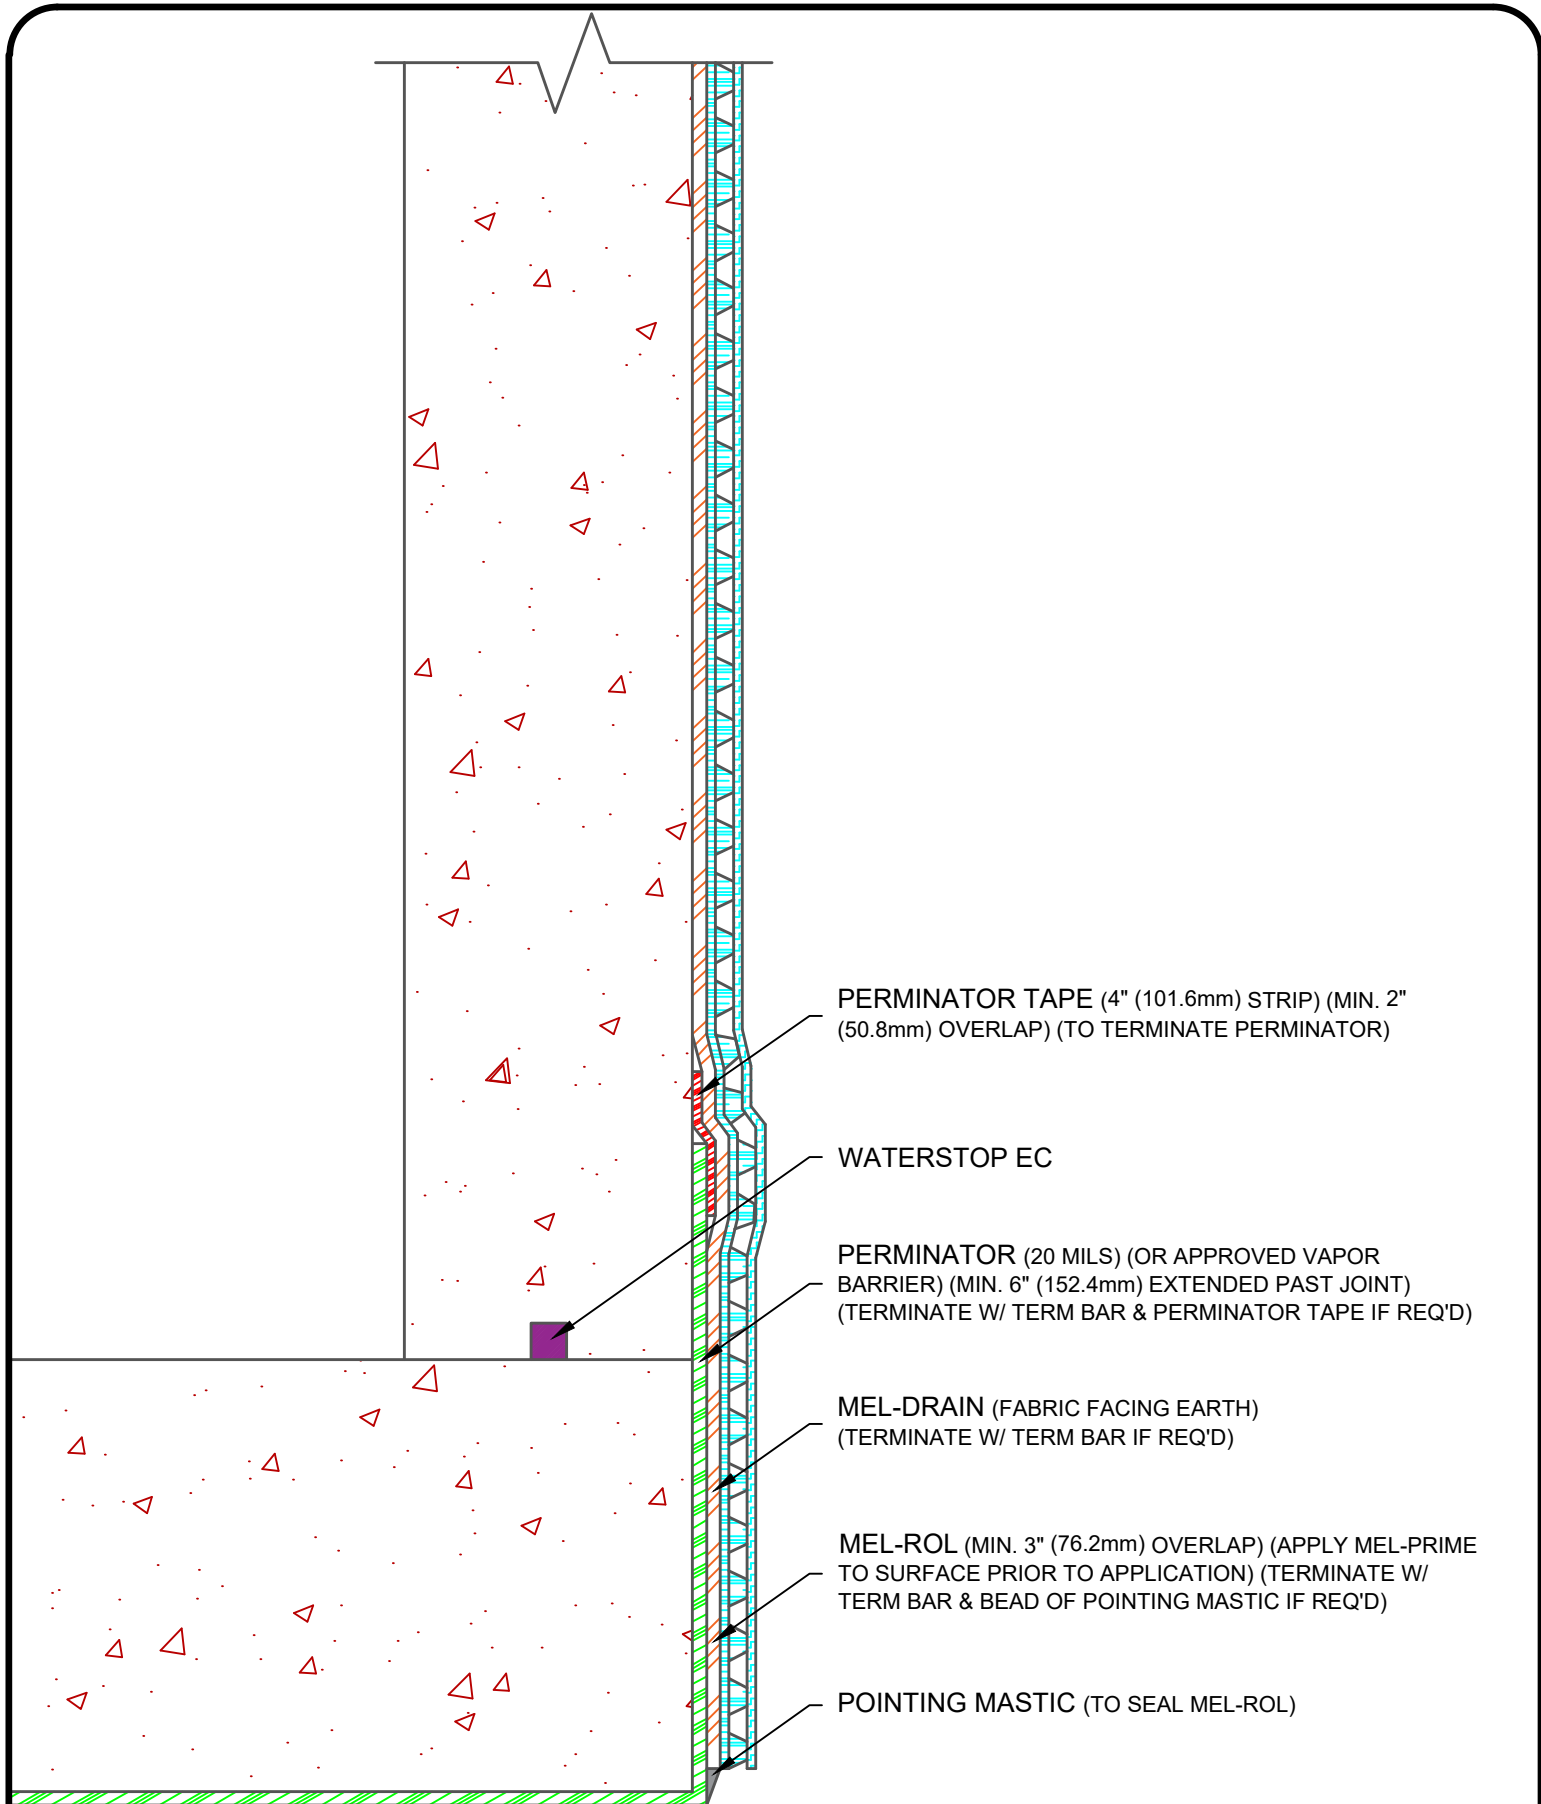 PERMINATOR TAPE (4" (101.6mm) STRIP) (MIN. 2"
(50.8mm) OVERLAP) (TO TERMINATE PERMINATOR)
WATERSTOP EC
PERMINATOR (20 MILS) (OR APPROVED VAPOR
BARRIER) (MIN. 6" (152.4mm) EXTENDED PAST JOINT)
(TERMINATE W/ TERM BAR & PERMINATOR TAPE IF REQ'D)
MEL-DRAIN (FABRIC FACING EARTH)
(TERMINATE W/ TERM BAR IF REQ'D)
MEL-ROL (MIN. 3" (76.2mm) OVERLAP) (APPLY MEL-PRIME
TO SURFACE PRIOR TO APPLICATION) (TERMINATE W/
TERM BAR & BEAD OF POINTING MASTIC IF REQ'D)
POINTING MASTIC (TO SEAL MEL-ROL)